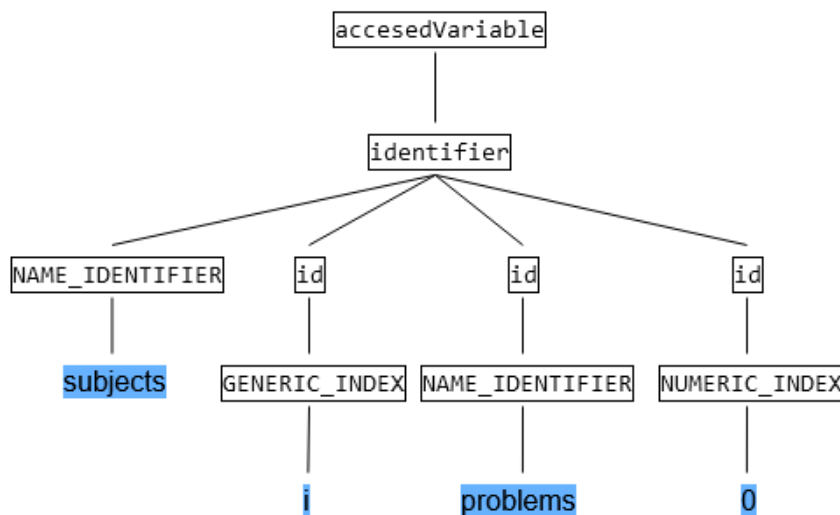 accesedVariable
identifier
NAME_IDENTIFIER id id id
subjects GENERIC_INDEX NAME_IDENTIFIER NUMERIC_INDEX
i problems 0